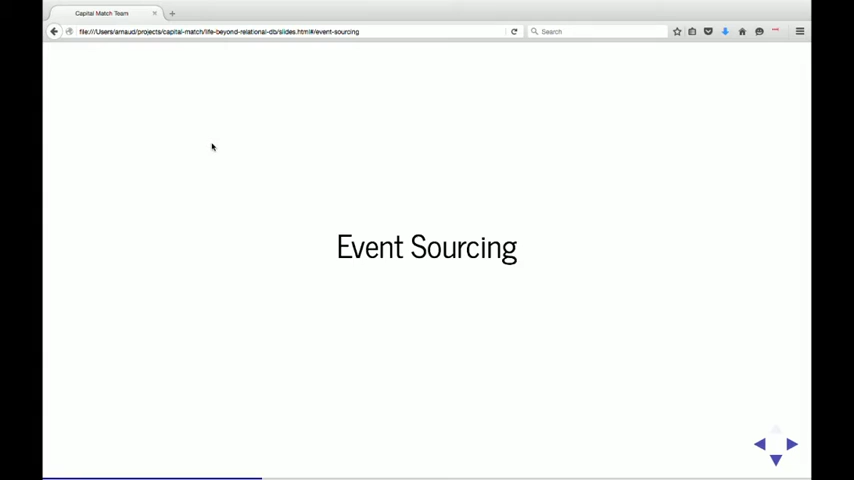 Capital Match Team
file:///Users/arnaud/projects/capital-match/life-beyond-relational-db/slides.html#/event-sourcing
Search
Event Sourcing